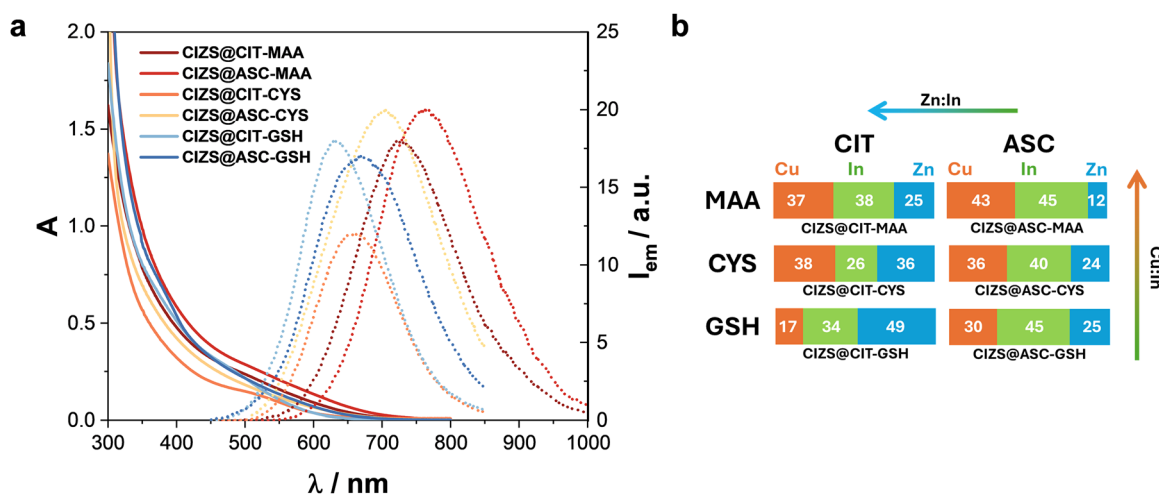 a
2.0
1.5
1.0
0.5
0.0
A
CIZS@CIT-MAA
CIZS@ASC-MAA
CIZS@CIT-CYS
CIZS@ASC-CYS
CIZS@CIT-GSH
CIZS@ASC-GSH
25
20
15
10
5
0
I_em / a.u.
300 400 500 600 700 800 900 1000
λ / nm
b
Zn:In
CIT ASC
Cu In Zn Cu In Zn
MAA 37 38 25 43 45 12
CIZS@CIT-MAA CIZS@ASC-MAA
CYS 38 26 36 36 40 24
CIZS@CIT-CYS CIZS@ASC-CYS
GSH 17 34 49 30 45 25
CIZS@CIT-GSH CIZS@ASC-GSH
Cu:In